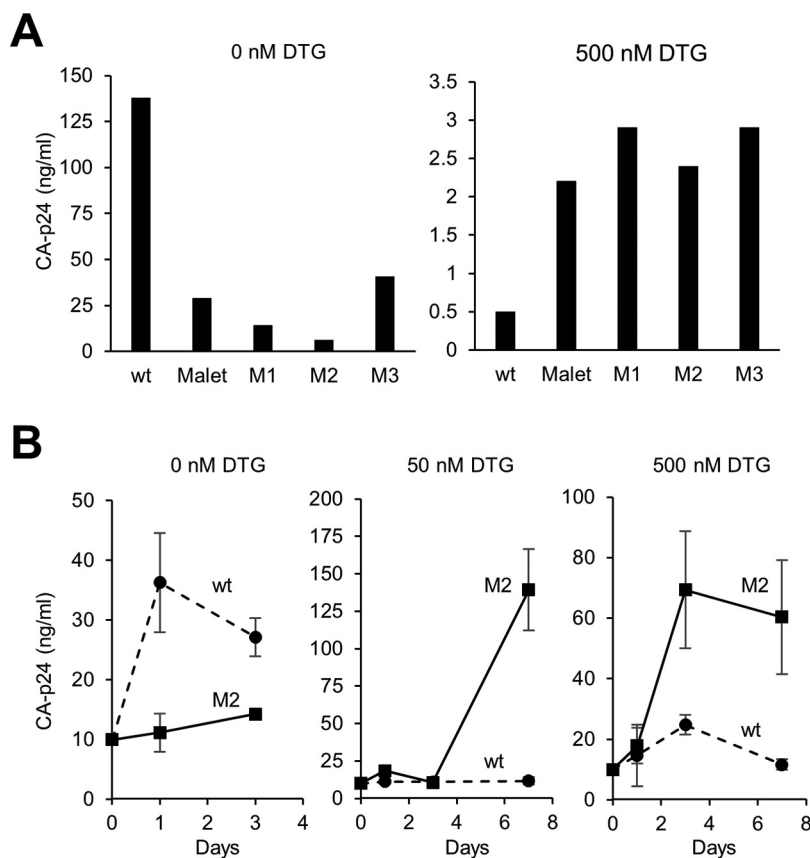 A
0 nM DTG
500 nM DTG
CA-p24 (ng/ml)
150
125
100
75
50
25
0
wt Malet M1 M2 M3
3.5
3
2.5
2
1.5
1
0.5
0
wt Malet M1 M2 M3
B
0 nM DTG
50 nM DTG
500 nM DTG
CA-p24 (ng/ml)
50
40
30
20
10
0
wt
M2
0 1 2 3 4
Days
200
175
150
125
100
75
50
25
0
M2
wt
0 2 4 6 8
Days
100
80
60
40
20
0
M2
wt
0 2 4 6 8
Days